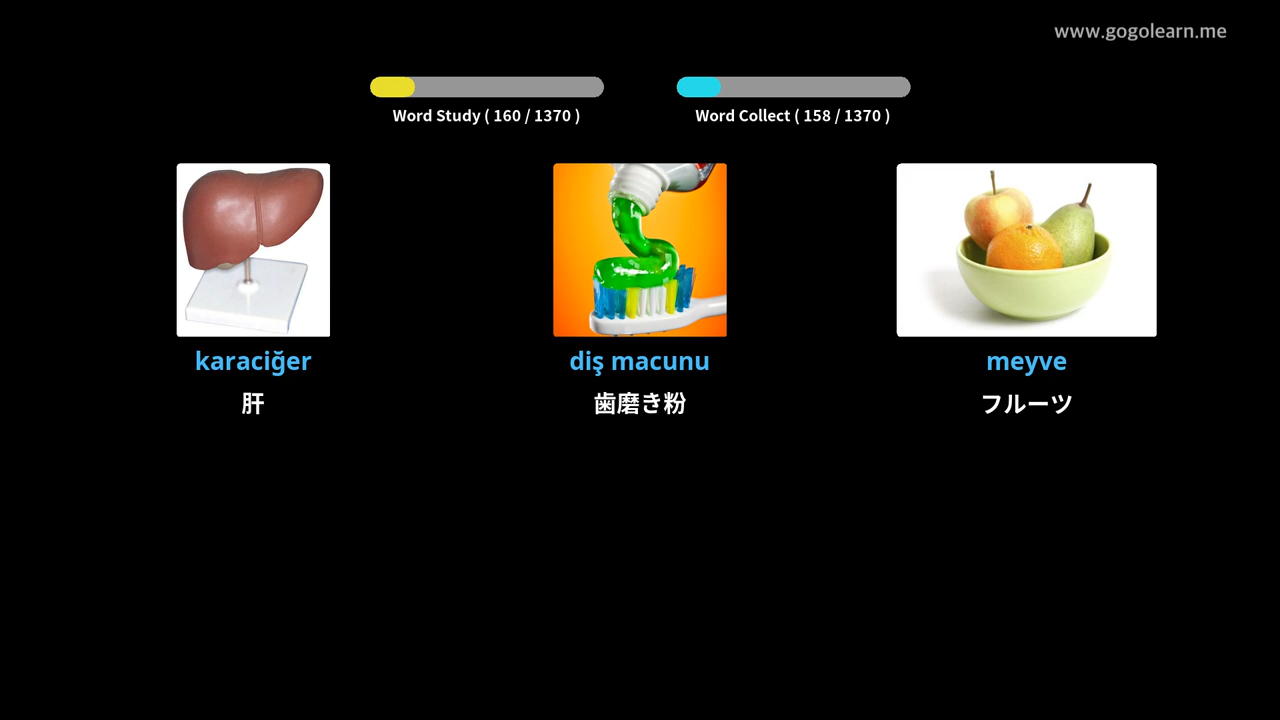 www.gogolearn.me
Word Study ( 160 / 1370 )
Word Collect ( 158 / 1370 )
karaciğer
肝
diş macunu
歯磨き粉
meyve
フルーツ